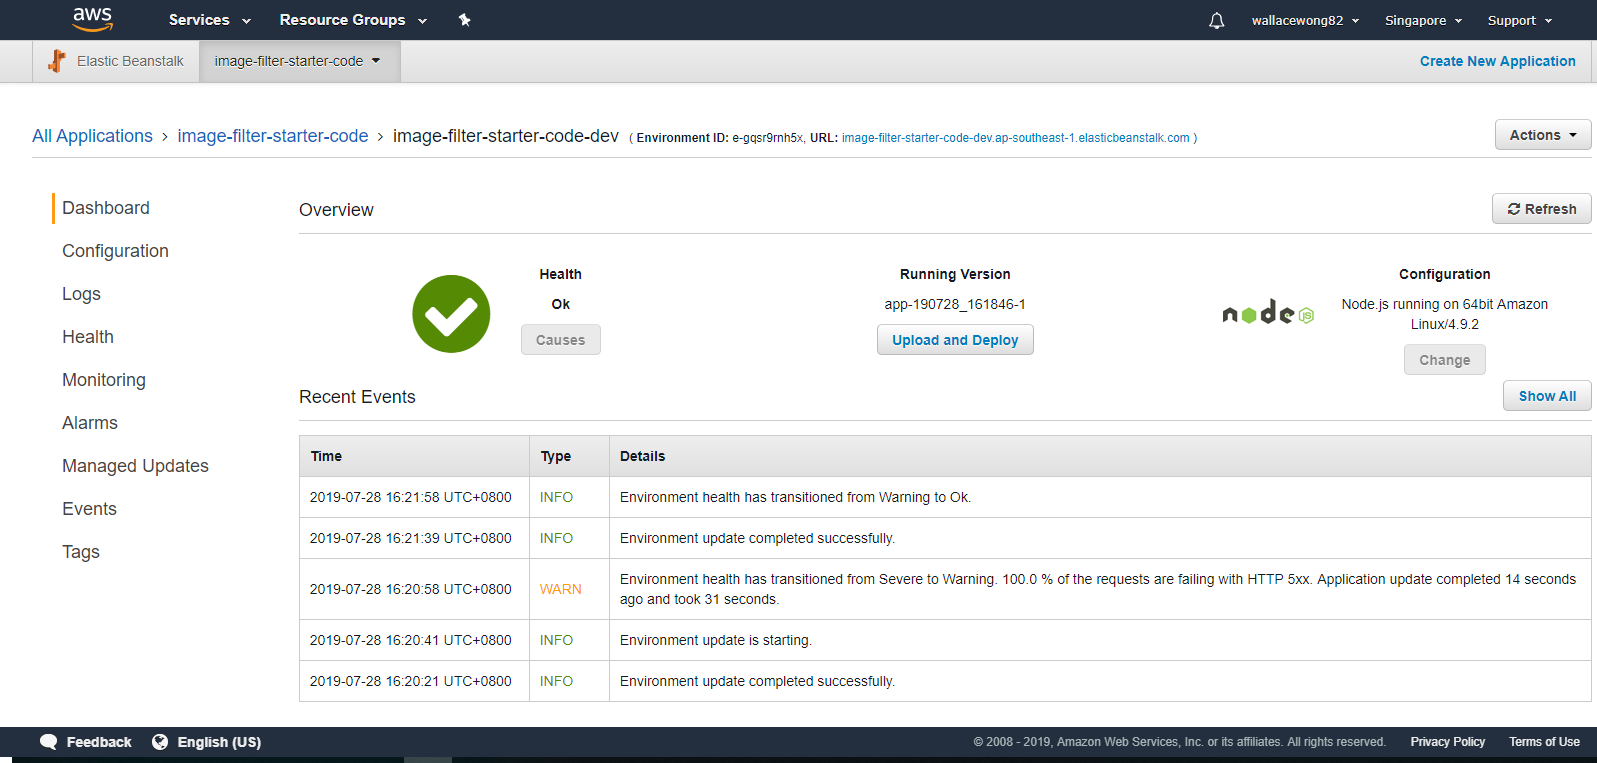 aws Services Resource Groups wallacewong82 Singapore Support
Elastic Beanstalk image-filter-starter-code Create New Application
All Applications › image-filter-starter-code › image-filter-starter-code-dev ( Environment ID: e-gqsr9rnh5x, URL: image-filter-starter-code-dev.ap-southeast-1.elasticbeanstalk.com )
Actions
Dashboard
Configuration
Logs
Health
Monitoring
Alarms
Managed Updates
Events
Tags
Overview
Refresh
Health
Ok
Causes
Running Version
app-190728_161846-1
Upload and Deploy
node JS
Configuration
Node.js running on 64bit Amazon
Linux/4.9.2
Change
Recent Events
Show All
Time Type Details
2019-07-28 16:21:58 UTC+0800 INFO Environment health has transitioned from Warning to Ok.
2019-07-28 16:21:39 UTC+0800 INFO Environment update completed successfully.
2019-07-28 16:20:58 UTC+0800 WARN Environment health has transitioned from Severe to Warning. 100.0 % of the requests are failing with HTTP 5xx. Application update completed 14 seconds
ago and took 31 seconds.
2019-07-28 16:20:41 UTC+0800 INFO Environment update is starting.
2019-07-28 16:20:21 UTC+0800 INFO Environment update completed successfully.
Feedback English (US) © 2008 - 2019, Amazon Web Services, Inc. or its affiliates. All rights reserved. Privacy Policy Terms of Use